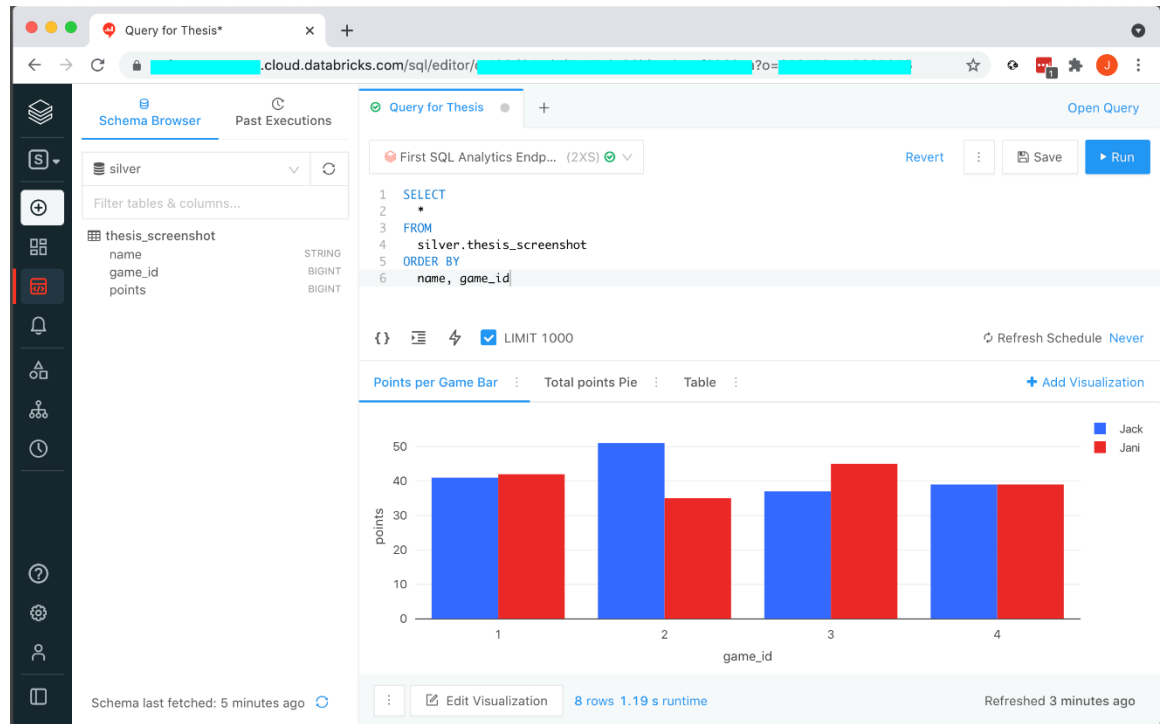 Query for Thesis*
.cloud.databricks.com/sql/editor/
?o=
1
J
S
Schema Browser
Past Executions
silver
Filter tables & columns...
thesis_screenshot
name STRING
game_id BIGINT
points BIGINT
Schema last fetched: 5 minutes ago
Query for Thesis
Open Query
First SQL Analytics Endp... (2XS)
Revert
Save
Run
1 SELECT
2 *
3 FROM
4 silver.thesis_screenshot
5 ORDER BY
6 name, game_id
{} LIMIT 1000
Refresh Schedule Never
Points per Game Bar
Total points Pie
Table
+ Add Visualization
Jack
Jani
50
40
30
20
10
0
points
1 2 3 4
game_id
Edit Visualization
8 rows 1.19 s runtime
Refreshed 3 minutes ago